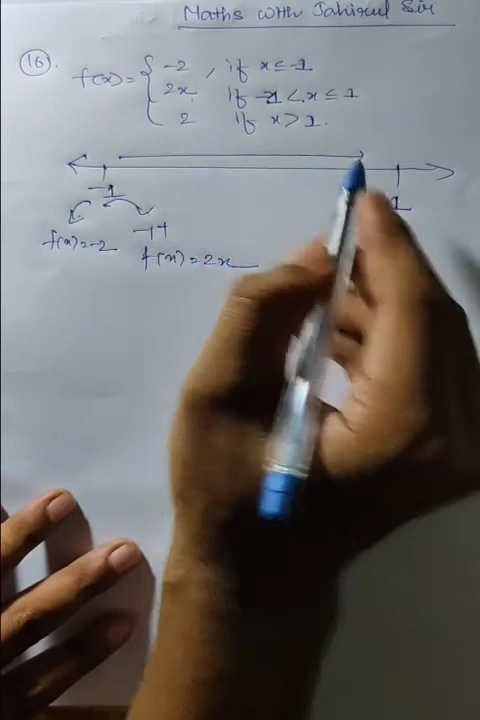 Maths with Jahirul Sir
16. f(x) = { -2 , if x ≤ -1
2x if -1 < x ≤ 1
2 if x > 1.
-1 1
f(x) = -2 -1+
f(x) = 2x